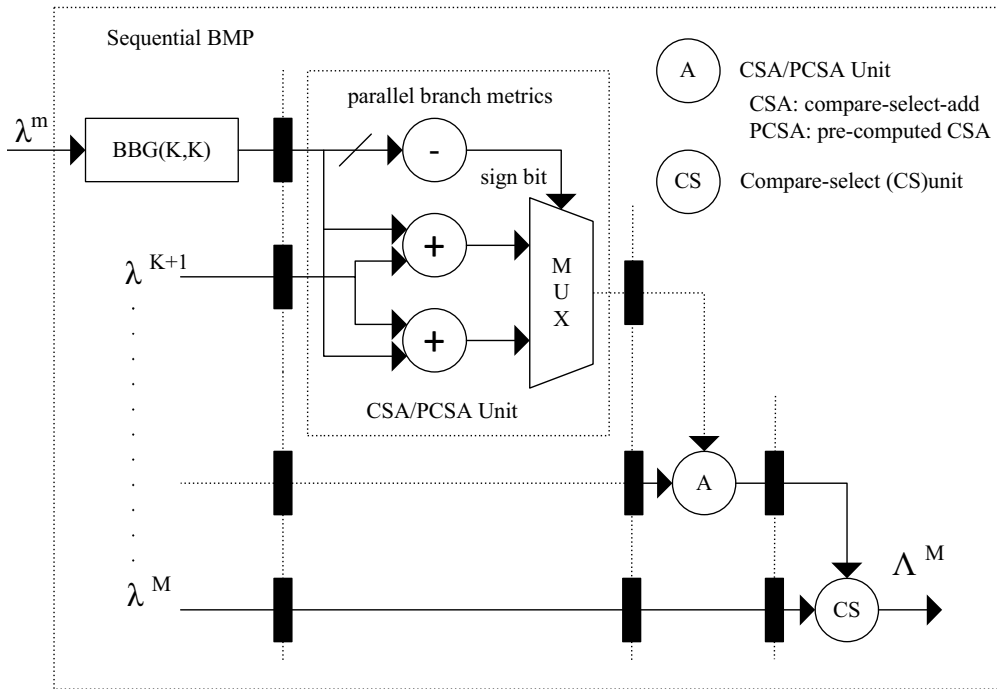 Sequential BMP
A
CSA/PCSA Unit
CSA: compare-select-add
PCSA: pre-computed CSA
CS
Compare-select (CS)unit
parallel branch metrics
λ^m
BBG(K,K)
-
sign bit
+
+
MUX
λ^K+1
CSA/PCSA Unit
A
λ^M
CS
Λ^M